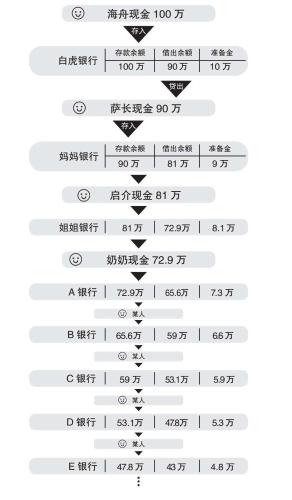 海舟现金 100 万
存入
白虎银行 存款余额 借出余额 准备金
100 万 90 万 10 万
贷出
萨长现金 90 万
存入
妈妈银行 存款余额 借出余额 准备金
90 万 81 万 9 万
启介现金 81 万
姐姐银行 81 万 72.9万 8.1 万
奶奶现金 72.9 万
A 银行 72.9万 65.6万 7.3 万
某人
B 银行 65.6万 59 万 6.6 万
某人
C 银行 59 万 53.1万 5.9 万
某人
D 银行 53.1万 47.8万 5.3 万
某人
E 银行 47.8 万 43万 4.8 万